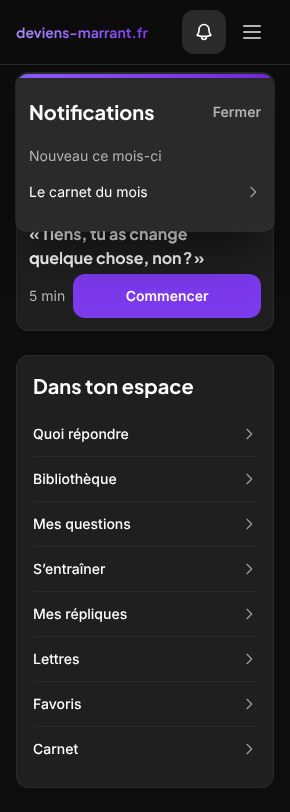 deviens-marrant.fr
Notifications
Fermer
Nouveau ce mois-ci
Le carnet du mois
« Tiens, tu as changé
quelque chose, non ? »
5 min
Commencer
Dans ton espace
Quoi répondre
Bibliothèque
Mes questions
S’entraîner
Mes répliques
Lettres
Favoris
Carnet